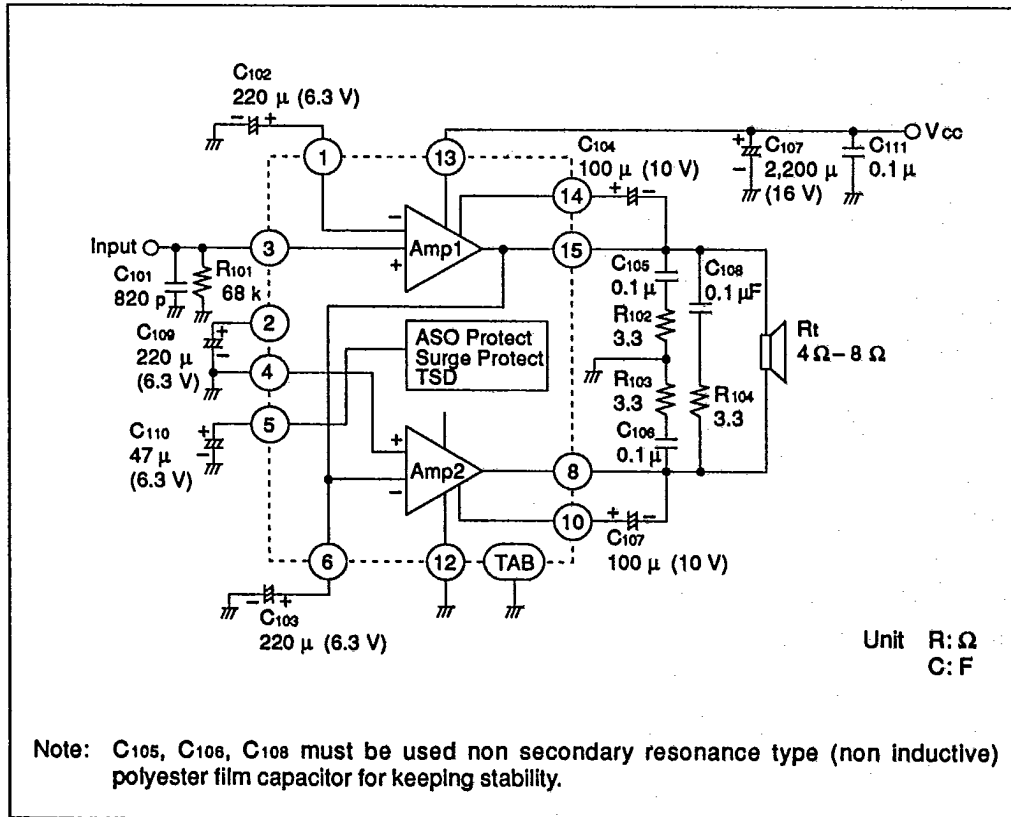 C102
220 μ (6.3 V)
1
13
C104
100 μ (10 V)
Vcc
C107
2,200 μ
(16 V)
C111
0.1 μ
14
Input
3
Amp1
15
C101
820 p
R101
68 k
C105
0.1 μ
C108
0.1 μF
R102
3.3
Rt
4 Ω – 8 Ω
2
C109
220 μ
(6.3 V)
ASO Protect
Surge Protect
TSD
4
R103
3.3
R104
3.3
5
C110
47 μ
(6.3 V)
C106
0.1 μ
Amp2
8
10
C107
100 μ (10 V)
6
12
TAB
C103
220 μ (6.3 V)
Unit R: Ω
C: F
Note: C105, C106, C108 must be used non secondary resonance type (non inductive)
polyester film capacitor for keeping stability.